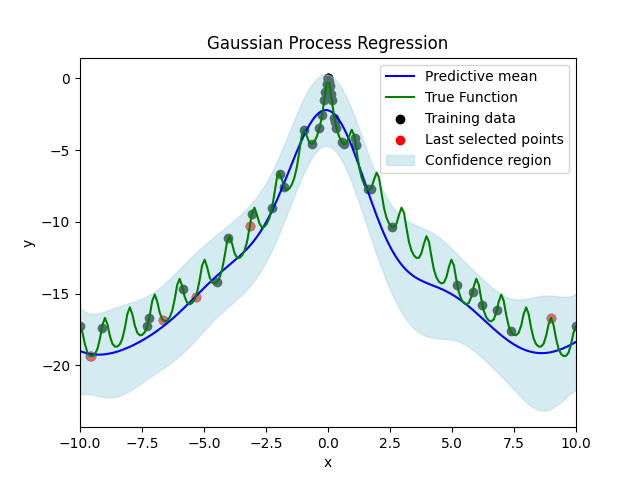 Gaussian Process Regression
Predictive mean
True Function
Training data
Last selected points
Confidence region
y
0
−5
−10
−15
−20
−10.0 −7.5 −5.0 −2.5 0.0 2.5 5.0 7.5 10.0
x